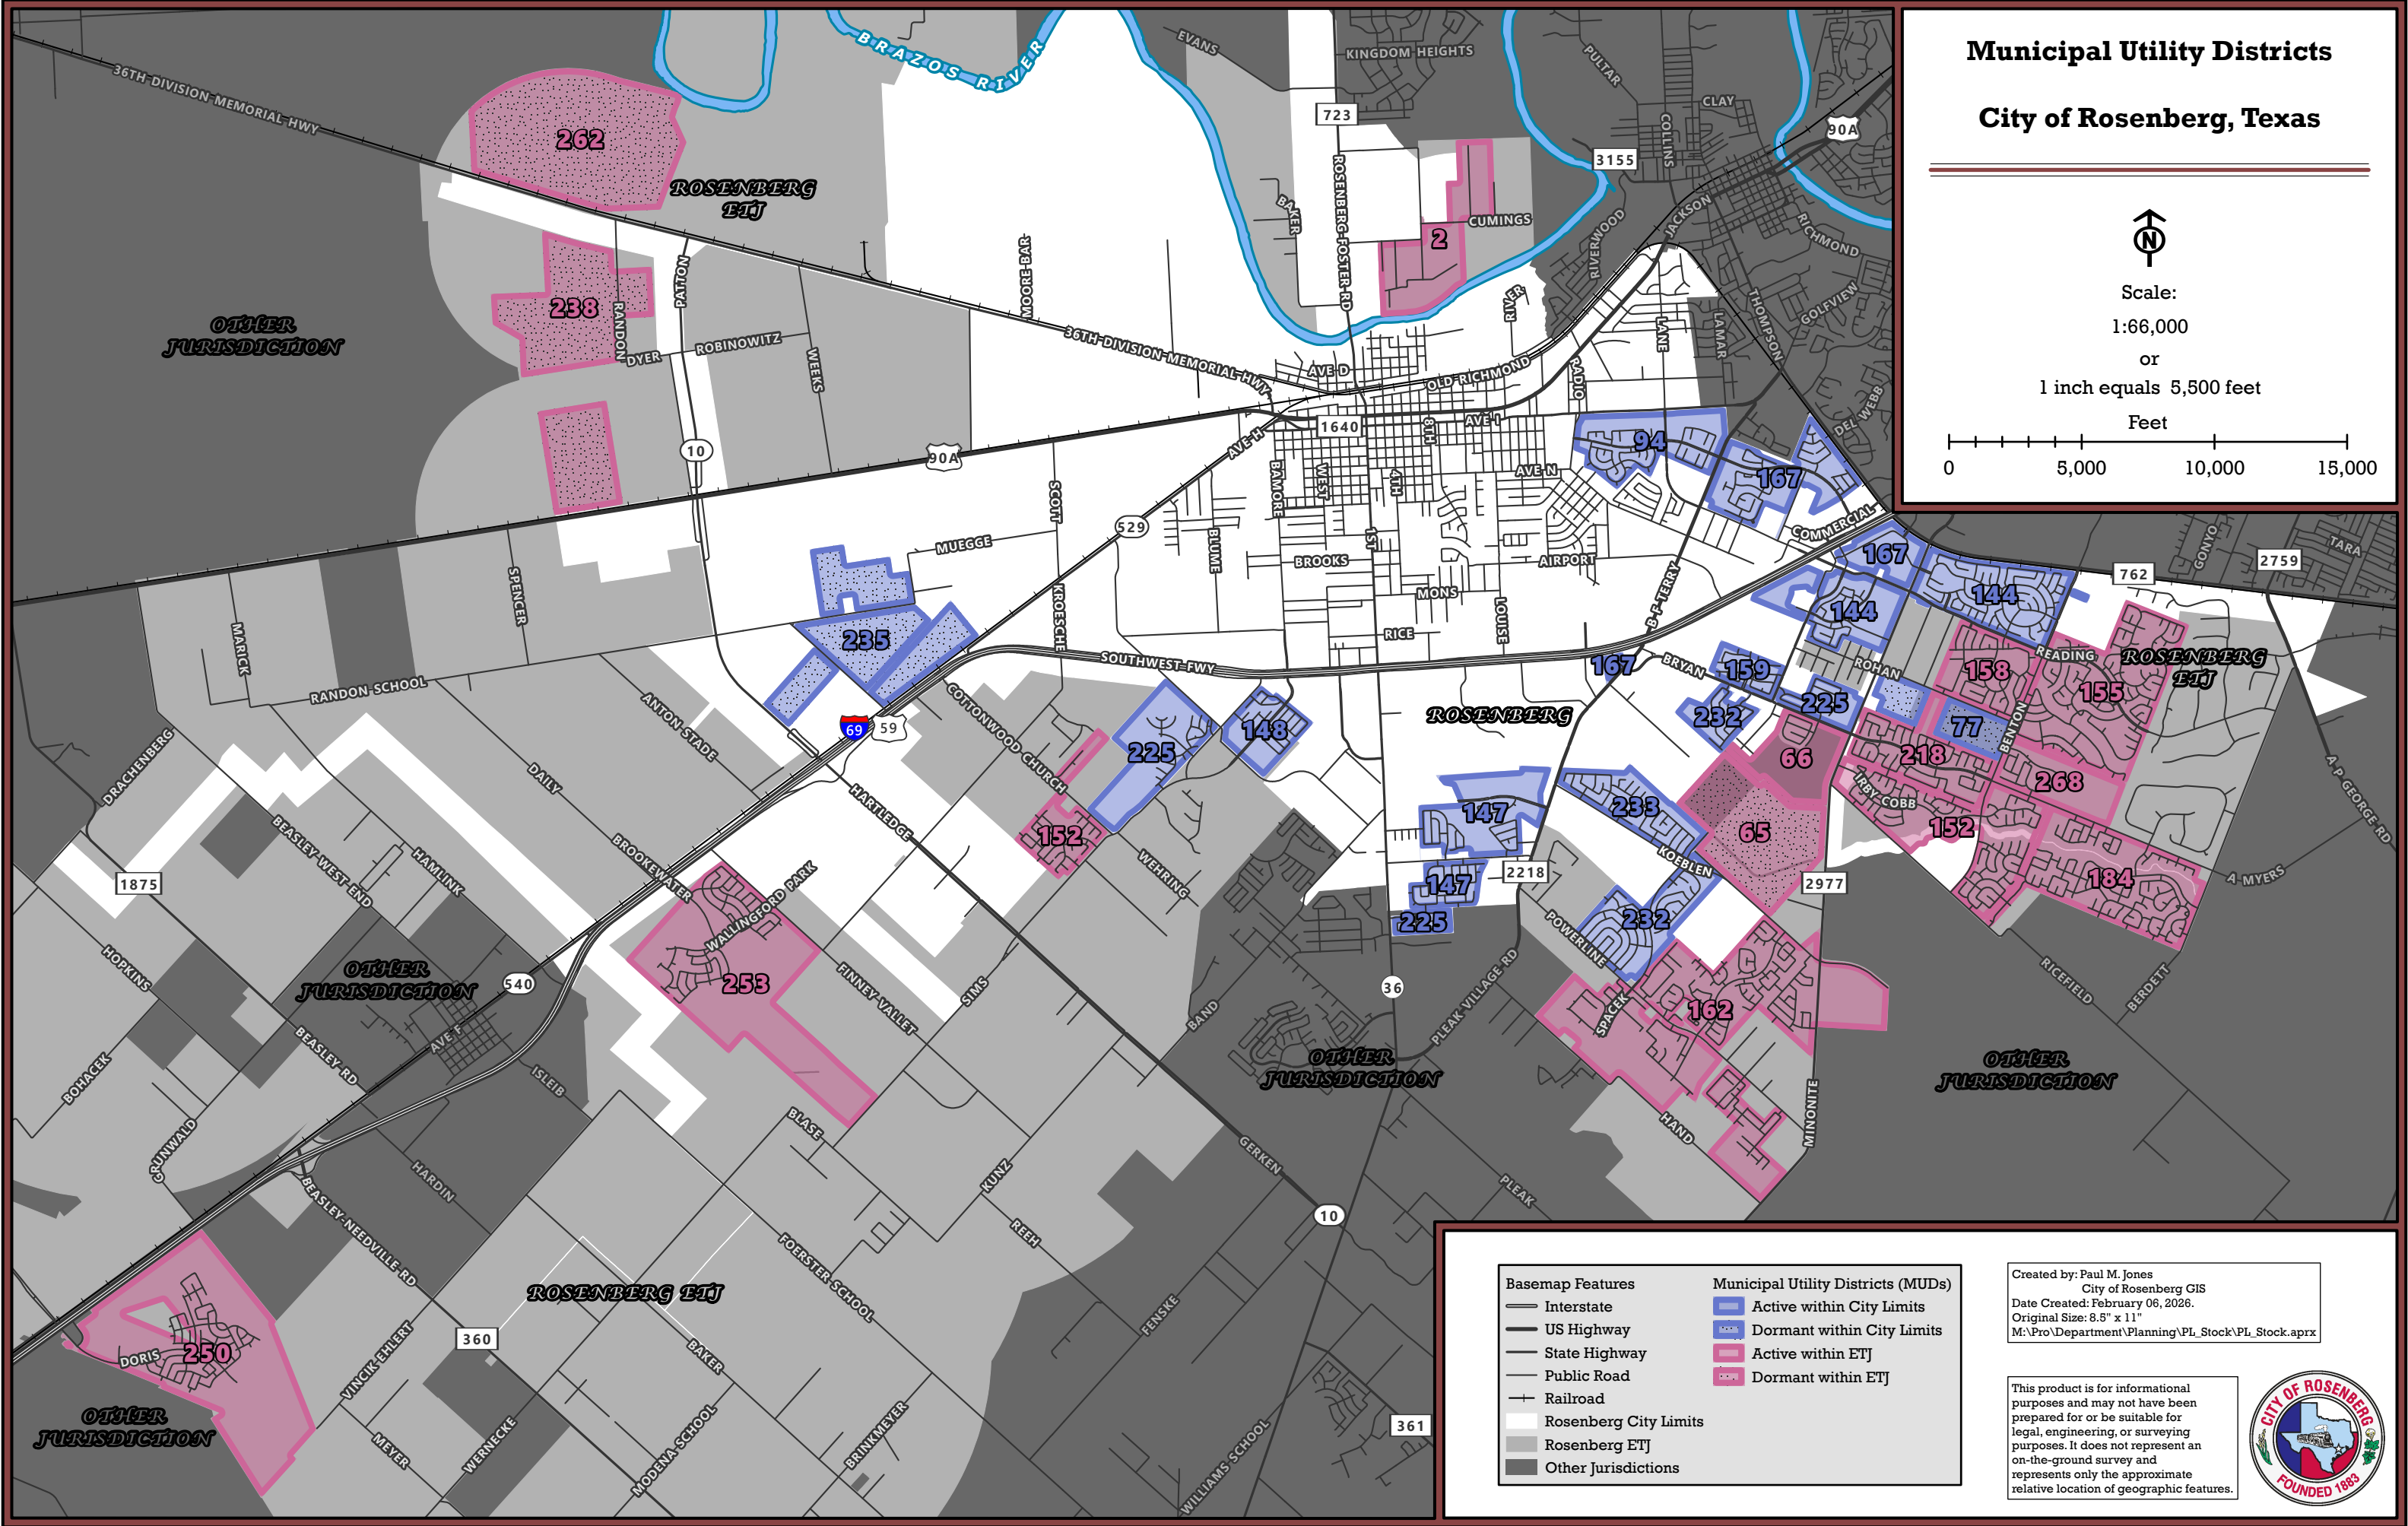 Municipal Utility Districts
City of Rosenberg, Texas
N
Scale:
1:66,000
or
1 inch equals 5,500 feet
Feet
0 5,000 10,000 15,000
BRAZOS RIVER
EVANS
KINGDOM HEIGHTS
PULTAR
CLAY
COLLINS
36TH DIVISION MEMORIAL HWY
723
90A
262
3155
ROSENBERG
ETJ
BAKER
ROSENBERG-FOSTER RD
CUMINGS
2
RIVERWOOD
JACKSON
RICHMOND
PATTON
MOORE BAR
238
RANDON
RIVER
LANE
LAMAR
THOMPSON
GOLFVIEW
OTHER
JURISDICTION
DYER
ROBINOWITZ
WEEKS
36TH DIVISION MEMORIAL HWY
AVE D
OLD RICHMOND
RADIO
DEL WEBB
10
90A
AVE H
1640
8TH
AVE I
94
167
BAMORE
WEST
4TH
AVE N
SCOTT
529
COMMERCIAL
MUEGGE
BLUME
BROOKS
1ST
AIRPORT
167
GONYO
TARA
2759
762
SPENCER
KROESCHE
MONS
LOUISE
B F TERRY
144
144
MARICK
235
RICE
SOUTHWEST FWY
167
BRYAN
159
ROHAN
158
READING
ROSENBERG
ETJ
155
RANDON SCHOOL
ANTON STADE
COTTONWOOD CHURCH
69
59
225
148
ROSENBERG
232
225
77
BENTON
DRACHENBERG
DAILY
66
218
268
A P GEORGE RD
HARTLEDGE
152
147
233
65
IRBY COBB
152
BEASLEY WEST END
HAMLINK
BROOKEWATER
WEHRING
KOEBLEN
1875
147
2218
2977
184
A MYERS
WALLINGFORD PARK
225
232
POWERLINE
HOPKINS
OTHER
JURISDICTION
540
253
FINNEY VALLET
SIMS
36
PLEAK VILLAGE RD
RICEFIELD
BERDETT
BAND
SPACEK
162
AVE F
BEASLEY RD
ISLEIB
BOHACEK
OTHER
JURISDICTION
OTHER
JURISDICTION
BLASE
HAND
MINONITE
GRUNWALD
HARDIN
GERKEN
KUNZ
PLEAK
BEASLEY-NEEDVILLE RD
10
REEH
FOERSTER SCHOOL
ROSENBERG ETJ
FENSKE
360
DORIS
250
VINCIK EHLERT
BAKER
OTHER
JURISDICTION
MEYER
WERNECKE
MODENA SCHOOL
BRINKMEYER
WILLIAMS SCHOOL
361
Basemap Features
Interstate
US Highway
State Highway
Public Road
Railroad
Rosenberg City Limits
Rosenberg ETJ
Other Jurisdictions
Municipal Utility Districts (MUDs)
Active within City Limits
Dormant within City Limits
Active within ETJ
Dormant within ETJ
Created by: Paul M. Jones
City of Rosenberg GIS
Date Created: February 06, 2026.
Original Size: 8.5" x 11"
M:\Pro\Department\Planning\PL_Stock\PL_Stock.aprx
This product is for informational
purposes and may not have been
prepared for or be suitable for
legal, engineering, or surveying
purposes. It does not represent an
on-the-ground survey and
represents only the approximate
relative location of geographic features.
CITY OF ROSENBERG
FOUNDED 1883